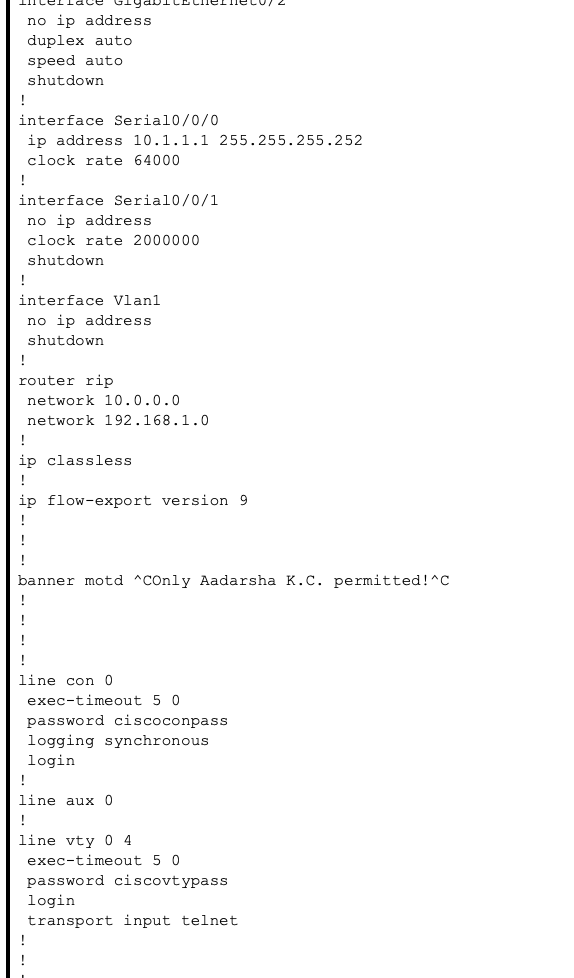 interface GigabitEthernet0/2
 no ip address
 duplex auto
 speed auto
 shutdown
!
interface Serial0/0/0
 ip address 10.1.1.1 255.255.255.252
 clock rate 64000
!
interface Serial0/0/1
 no ip address
 clock rate 2000000
 shutdown
!
interface Vlan1
 no ip address
 shutdown
!
router rip
 network 10.0.0.0
 network 192.168.1.0
!
ip classless
!
ip flow-export version 9
!
!
!
banner motd ^COnly Aadarsha K.C. permitted!^C
!
!
!
!
line con 0
 exec-timeout 5 0
 password ciscoconpass
 logging synchronous
 login
!
line aux 0
!
line vty 0 4
 exec-timeout 5 0
 password ciscovtypass
 login
 transport input telnet
!
!
!